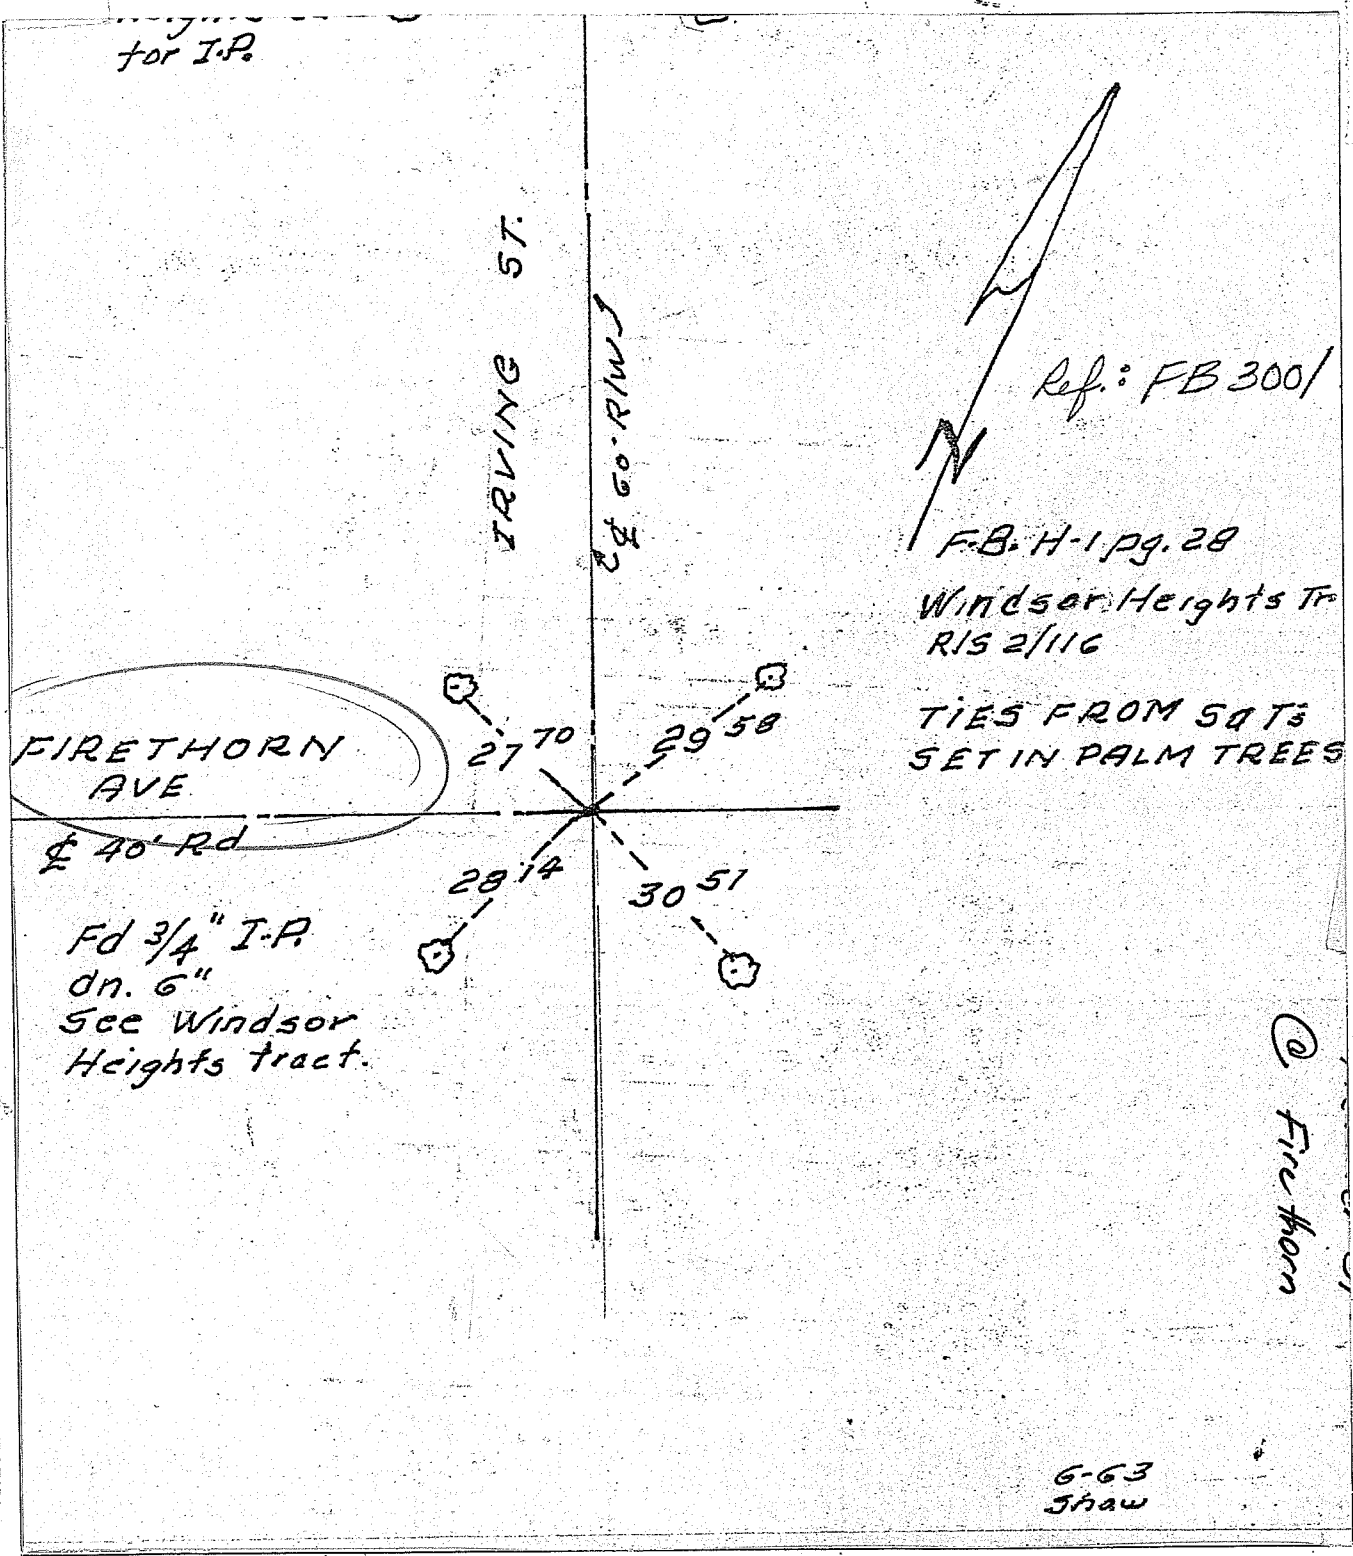 for I.P.
IRVING ST.
℄ 60' R/W
N
Ref.: FB 300/
F.B. H-1 pg. 28
Windsor Heights Tr.
R/S 2/116
TIES FROM S&T's
SET IN PALM TREES
FIRETHORN
AVE
℄ 40' Rd
27 70
29 58
28 14
30 51
Fd 3/4" I.P.
dn. 6"
See Windsor
Heights tract.
@ Firethorn
6-63
Shaw